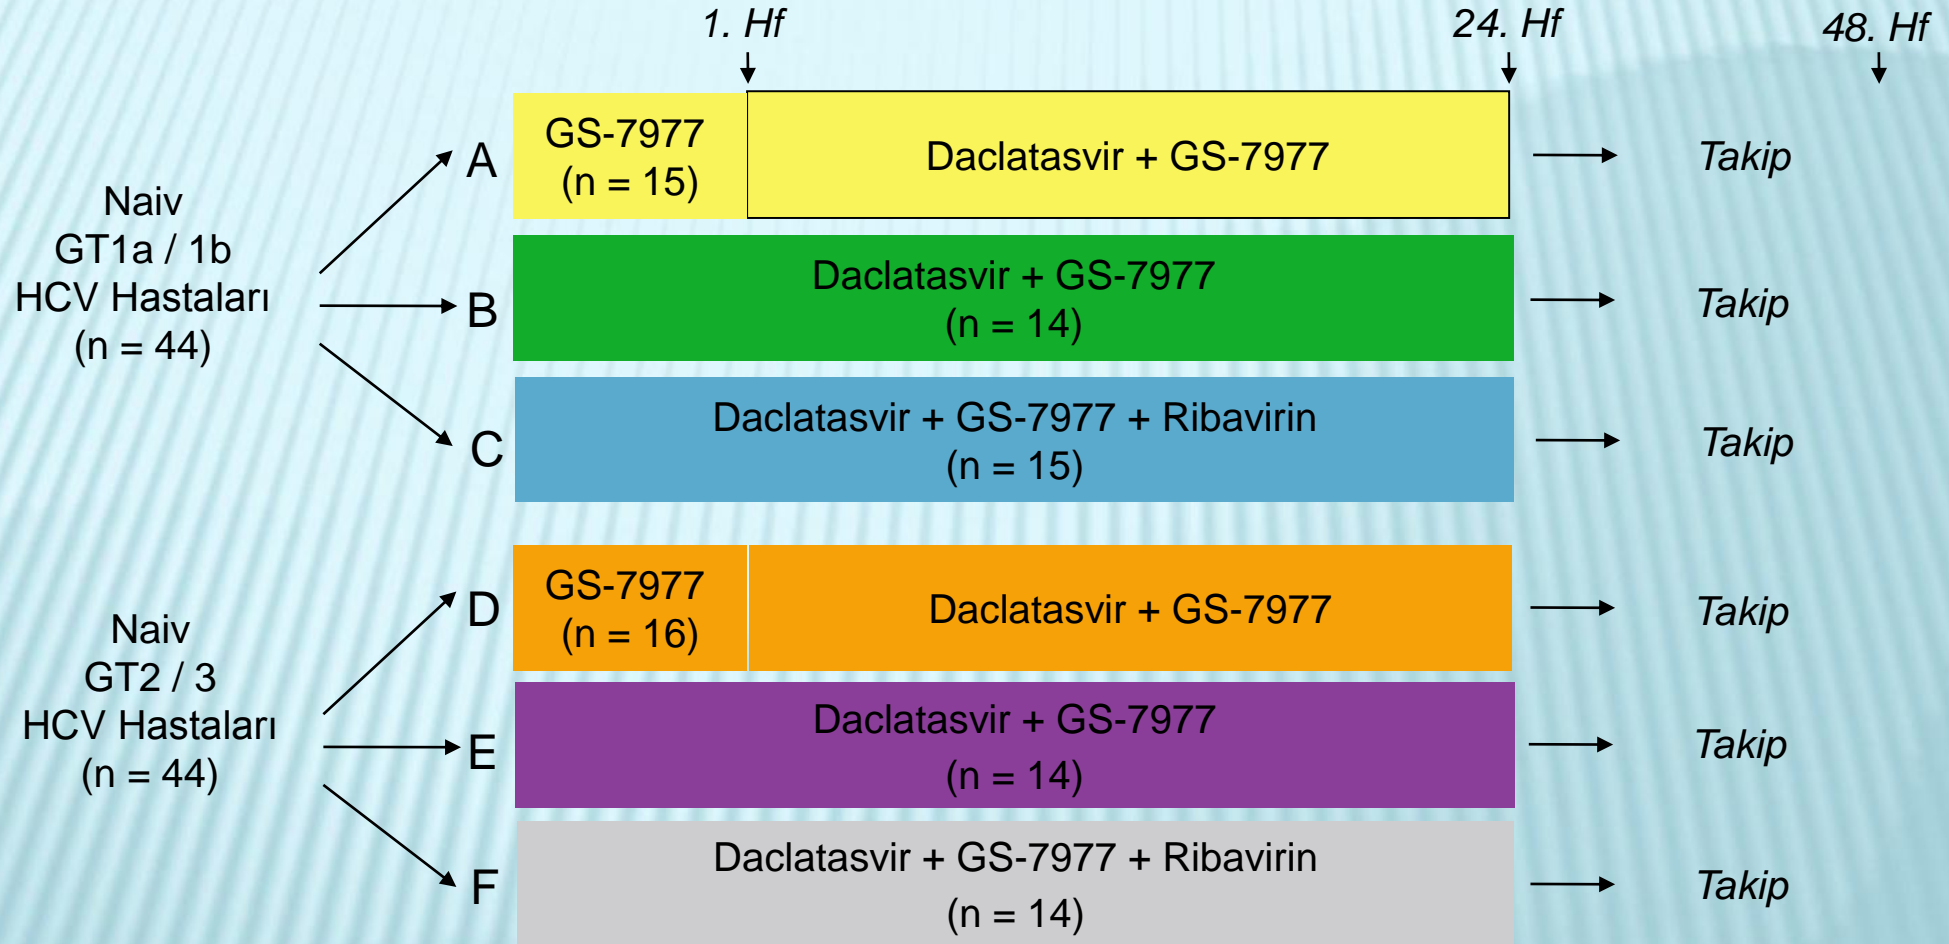 1. Hf
24. Hf
48. Hf
Naiv
GT1a / 1b
HCV Hastaları
(n = 44)
A
GS-7977
(n = 15)
Daclatasvir + GS-7977
Takip
B
Daclatasvir + GS-7977
(n = 14)
Takip
C
Daclatasvir + GS-7977 + Ribavirin
(n = 15)
Takip
Naiv
GT2 / 3
HCV Hastaları
(n = 44)
D
GS-7977
(n = 16)
Daclatasvir + GS-7977
Takip
E
Daclatasvir + GS-7977
(n = 14)
Takip
F
Daclatasvir + GS-7977 + Ribavirin
(n = 14)
Takip